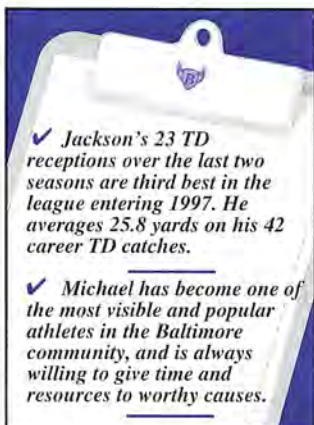 B
✔ Jackson's 23 TD
receptions over the last two
seasons are third best in the
league entering 1997. He
averages 25.8 yards on his 42
career TD catches.
✔ Michael has become one of
the most visible and popular
athletes in the Baltimore
community, and is always
willing to give time and
resources to worthy causes.